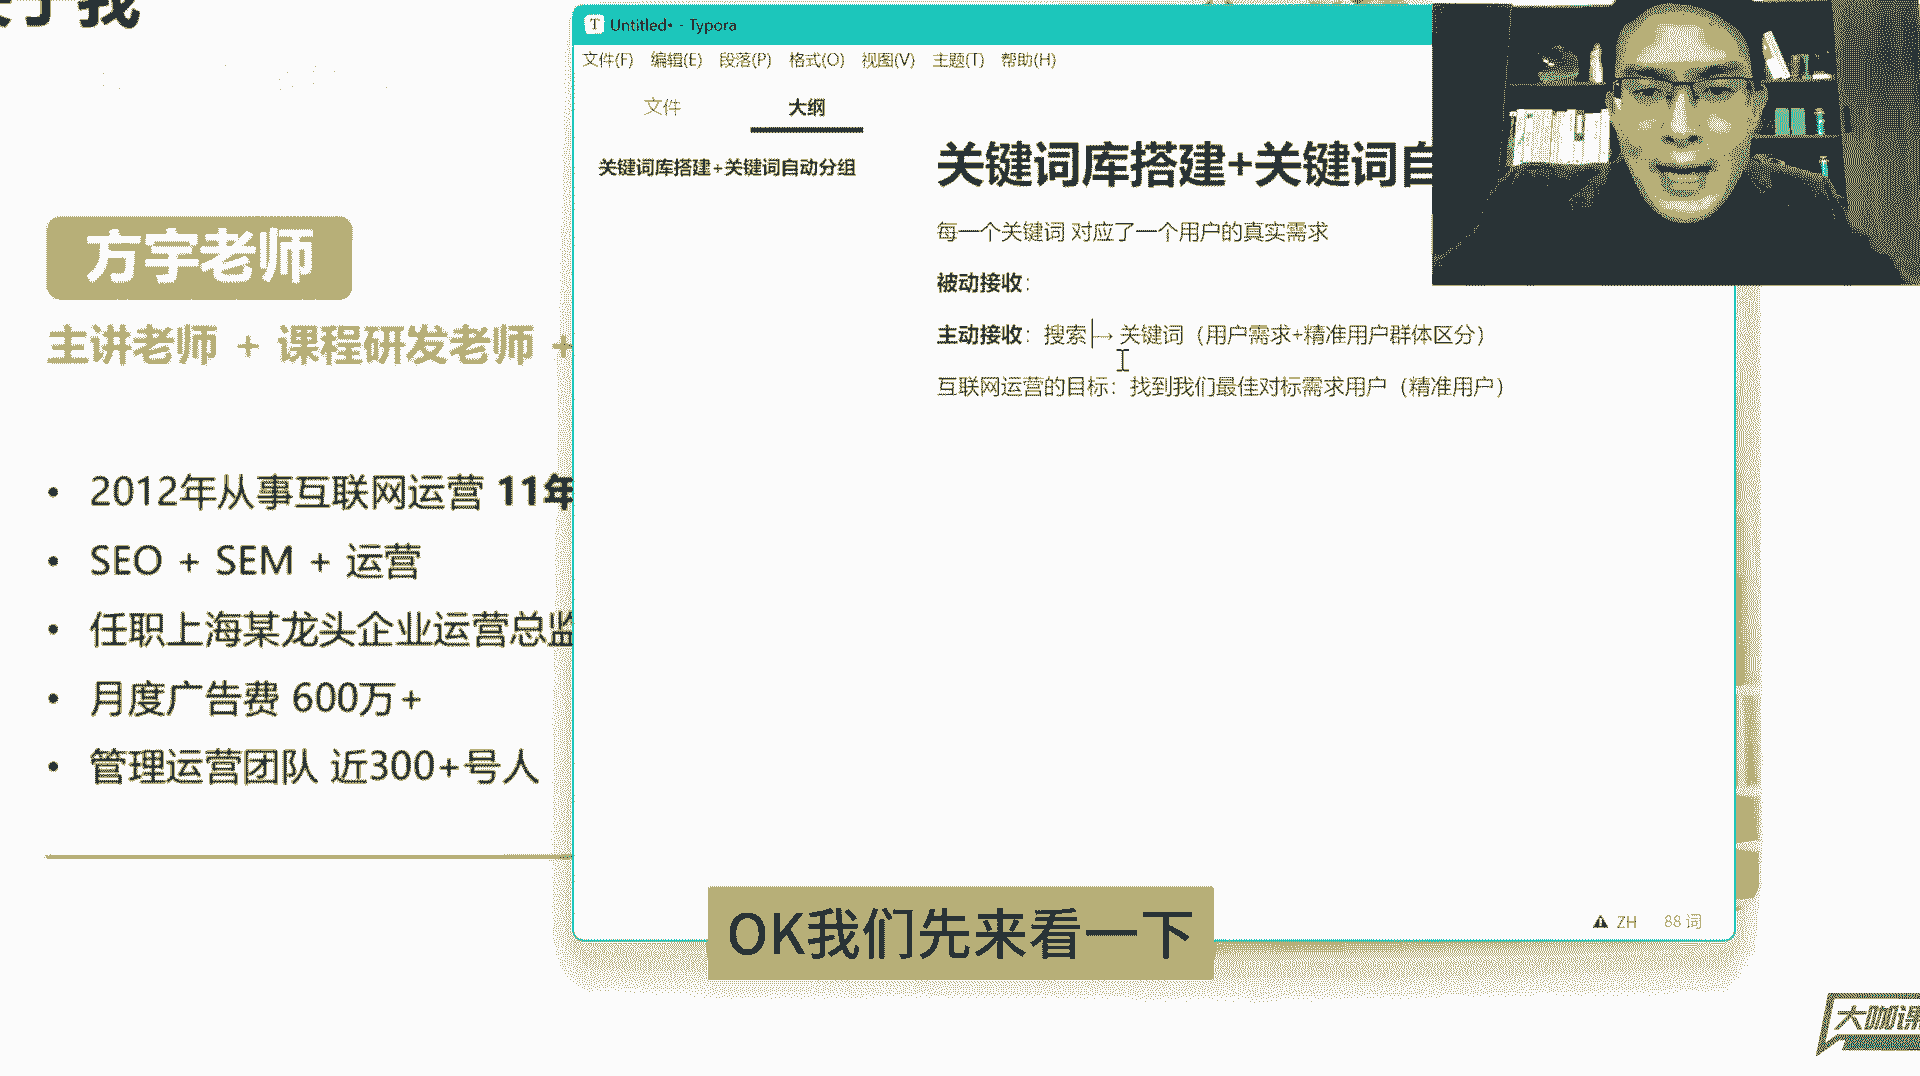 于我
方宇老师
主讲老师 + 课程研发老师 +
• 2012年从事互联网运营 11年
• SEO + SEM + 运营
• 任职上海某龙头企业运营总监
• 月度广告费 600万+
• 管理运营团队 近300+号人
Untitled• - Typora
文件(F) 编辑(E) 段落(P) 格式(O) 视图(V) 主题(T) 帮助(H)
文件 大纲
关键词库搭建+关键词自动分组
关键词库搭建+关键词自
每一个关键词 对应了一个用户的真实需求
被动接收：
主动接收：搜索 → 关键词（用户需求+精准用户群体区分）
互联网运营的目标：找到我们最佳对标需求用户（精准用户）
ZH 88 词
OK我们先来看一下
大咖课